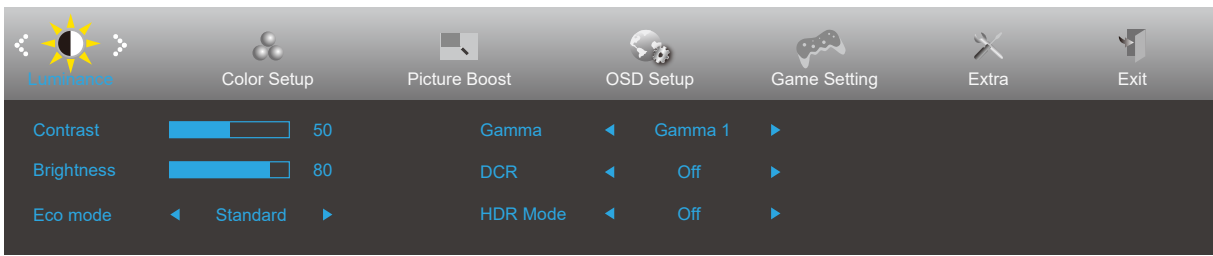 Luminance Color Setup Picture Boost OSD Setup Game Setting Extra Exit
Contrast 50 Gamma Gamma 1
Brightness 80 DCR Off
Eco mode Standard HDR Mode Off